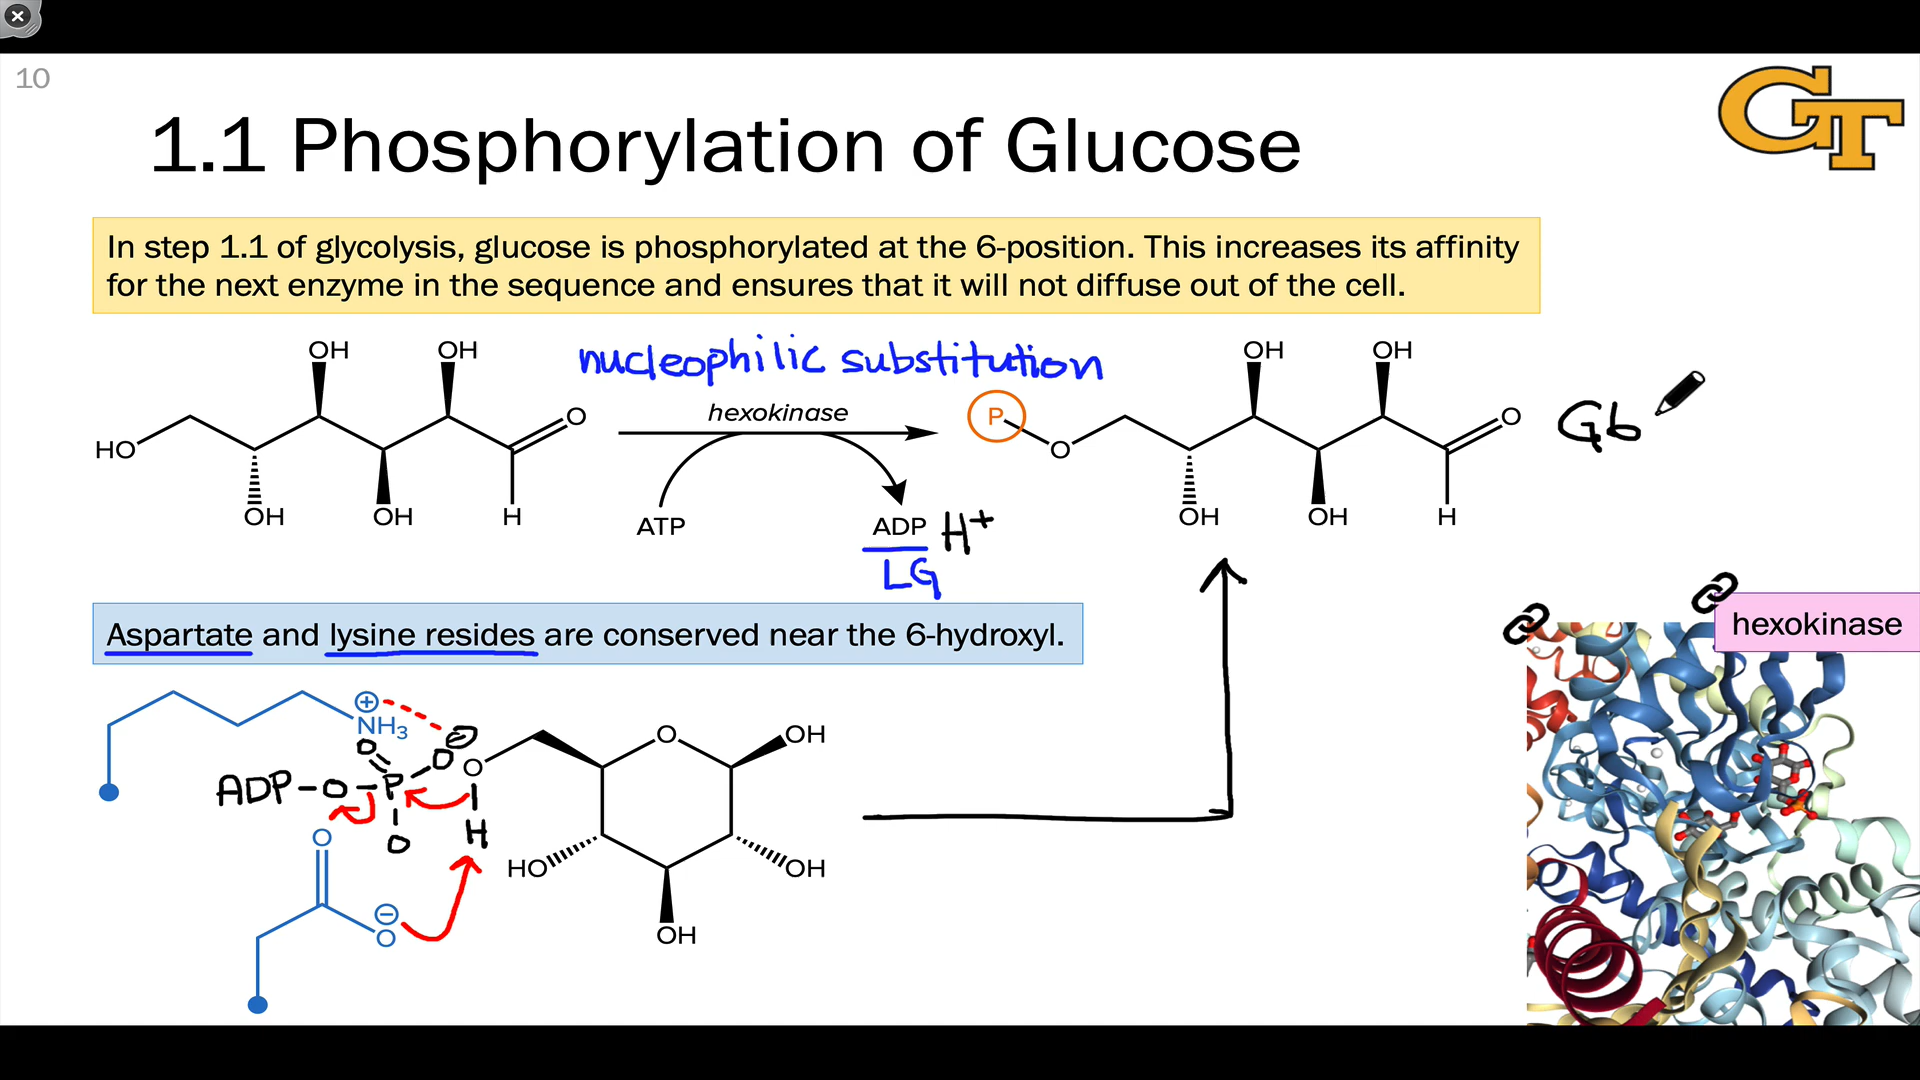 10
GT
1.1 Phosphorylation of Glucose
In step 1.1 of glycolysis, glucose is phosphorylated at the 6-position. This increases its affinity
for the next enzyme in the sequence and ensures that it will not diffuse out of the cell.
nucleophilic substitution
OH OH
HO O
OH OH H
hexokinase
ATP ADP H+
LG
P O
OH OH
O
OH OH H
G6
Aspartate and lysine resides are conserved near the 6-hydroxyl.
hexokinase
+
NH3
O O −
ADP-O-P
O
H
O
O OH
HO OH
OH
O
− O